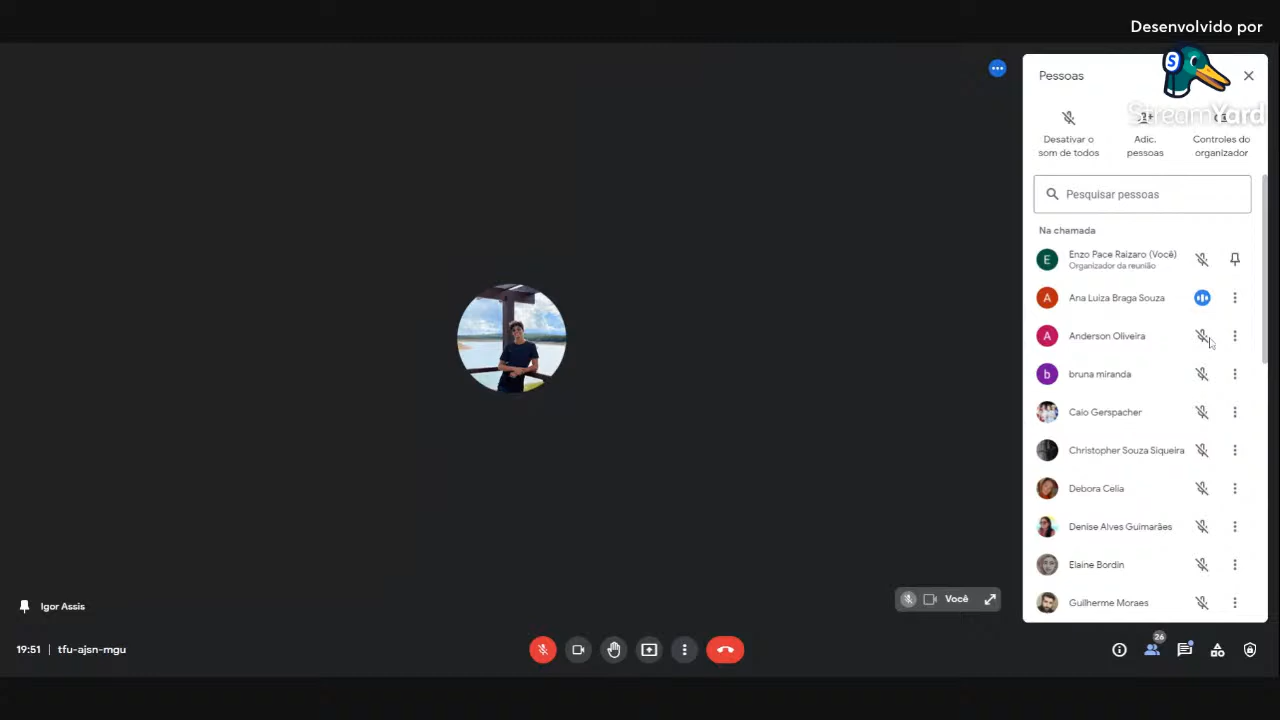 Desenvolvido por
S
StreamYard
Pessoas
Desativar o
som de todos
Adic.
pessoas
Controles do
organizador
Pesquisar pessoas
Na chamada
E
Enzo Pace Raizaro (Você)
Organizador da reunião
A
Ana Luiza Braga Souza
A
Anderson Oliveira
b
bruna miranda
Caio Gerspacher
Christopher Souza Siqueira
Debora Celia
Denise Alves Guimarães
Elaine Bordin
Guilherme Moraes
Você
Igor Assis
19:51 | tfu-ajsn-mgu
26